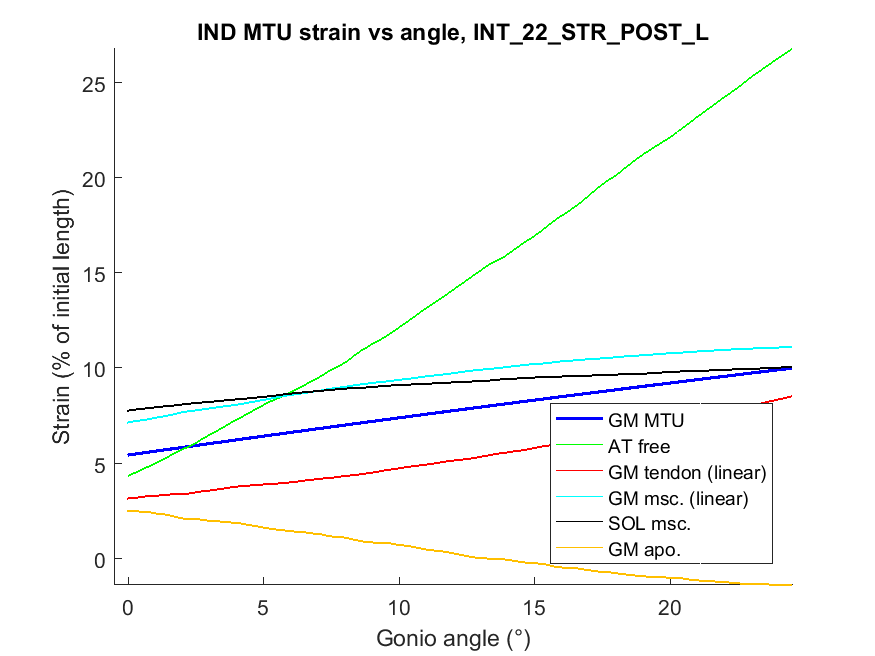 IND MTU strain vs angle, INT_22_STR_POST_L
Strain (% of initial length)
25
20
15
10
5
0
0 5 10 15 20
Gonio angle (°)
GM MTU
AT free
GM tendon (linear)
GM msc. (linear)
SOL msc.
GM apo.